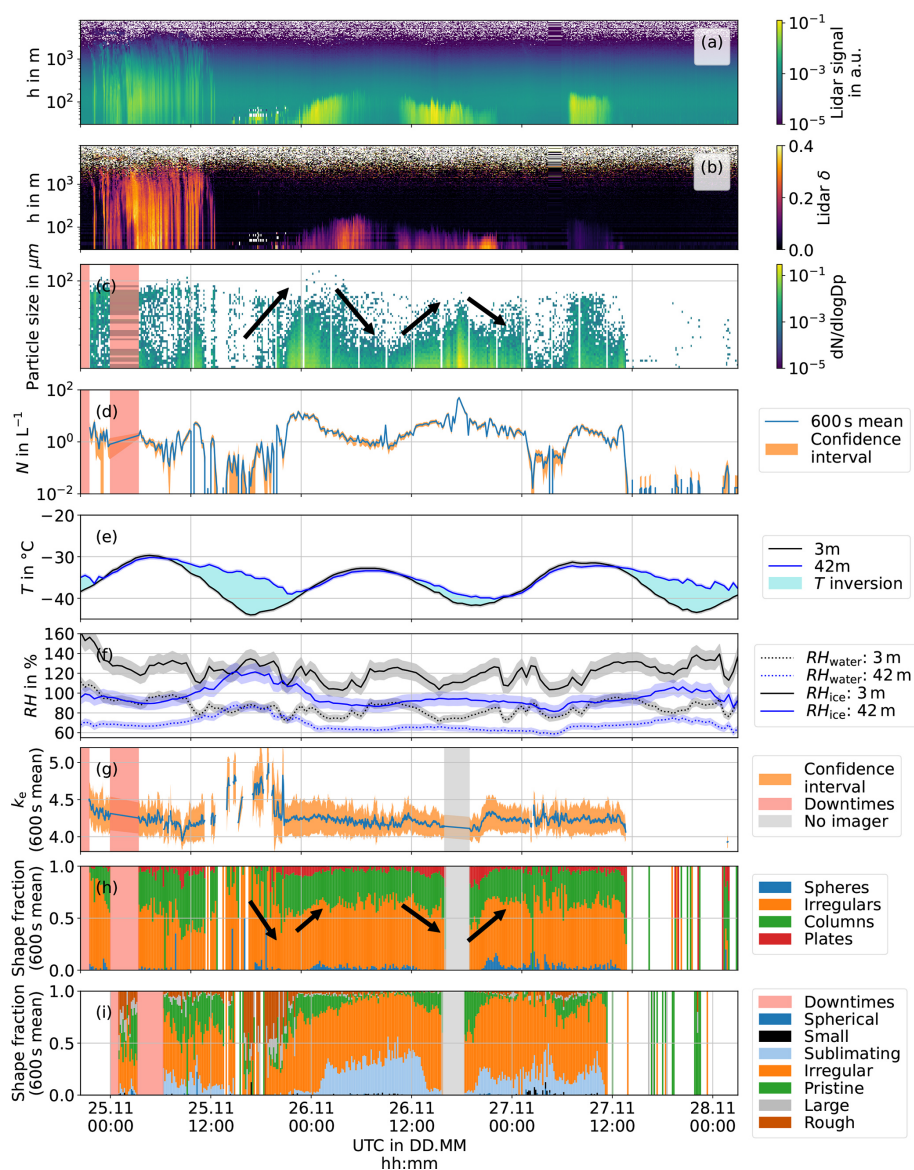 h in m
10³
10²
(a)
10⁻¹
10⁻³
10⁻⁵
Lidar signal
in a.u.
h in m
10³
10²
(b)
0.4
0.2
0.0
Lidar δ
Particle size in μm
10²
(c)
10⁻¹
10⁻³
10⁻⁵
dN/dlogDp
N in L⁻¹
10²
10⁰
10⁻²
(d)
600 s mean
Confidence
interval
T in °C
−20
−30
−40
(e)
3m
42m
T inversion
RH in %
160
140
120
100
80
60
(f)
RH_water: 3 m
RH_water: 42 m
RH_ice: 3 m
RH_ice: 42 m
kₑ
(600 s mean)
5.0
4.5
4.0
(g)
Confidence
interval
Downtimes
No imager
Shape fraction
(600 s mean)
1.0
0.5
0.0
(h)
Spheres
Irregulars
Columns
Plates
Shape fraction
(600 s mean)
1.0
0.5
0.0
(i)
Downtimes
Spherical
Small
Sublimating
Irregular
Pristine
Large
Rough
25.11 25.11 26.11 26.11 27.11 27.11 28.11
00:00 12:00 00:00 12:00 00:00 12:00 00:00
UTC in DD.MM
hh:mm